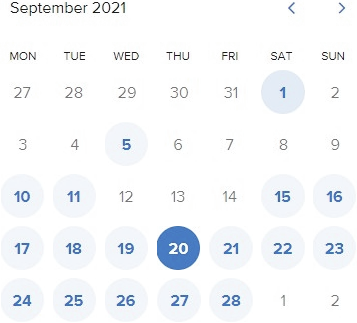 September 2021
MON TUE WED THU FRI SAT SUN
27 28 29 30 31 1 2
3 4 5 6 7 8 9
10 11 12 13 14 15 16
17 18 19 20 21 22 23
24 25 26 27 28 1 2